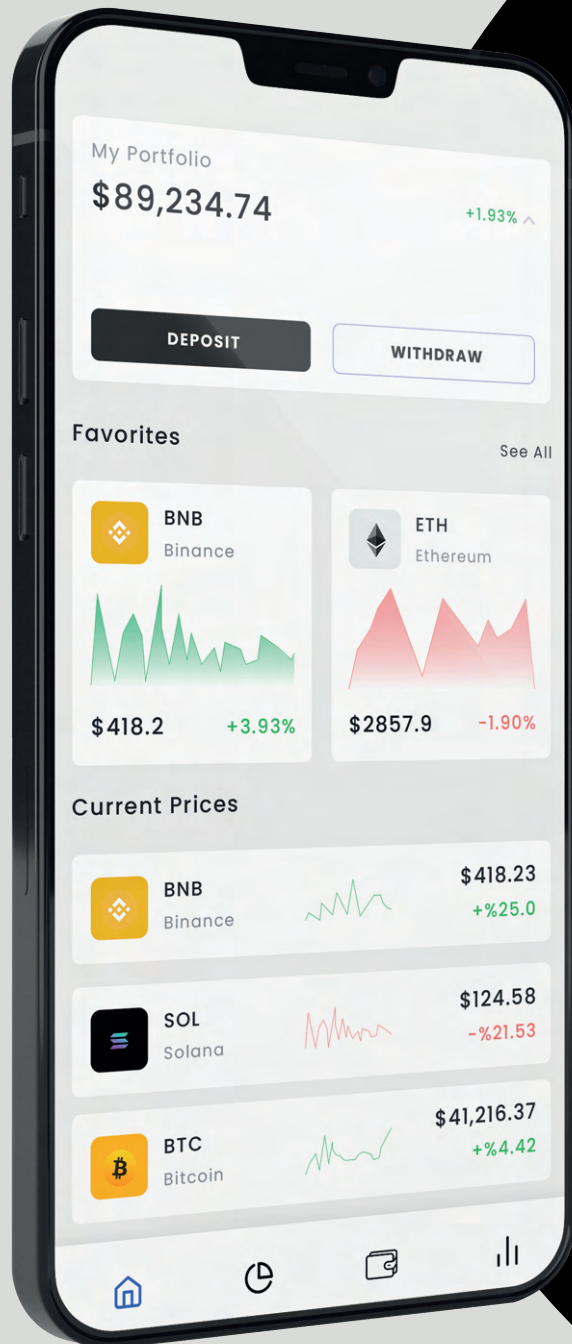 My Portfolio
$89,234.74
+1.93%
DEPOSIT
WITHDRAW
Favorites
See All
BNB
Binance
ETH
Ethereum
$418.2
+3.93%
$2857.9
-1.90%
Current Prices
BNB
Binance
$418.23
+%25.0
SOL
Solana
$124.58
-%21.53
BTC
Bitcoin
$41,216.37
+%4.42